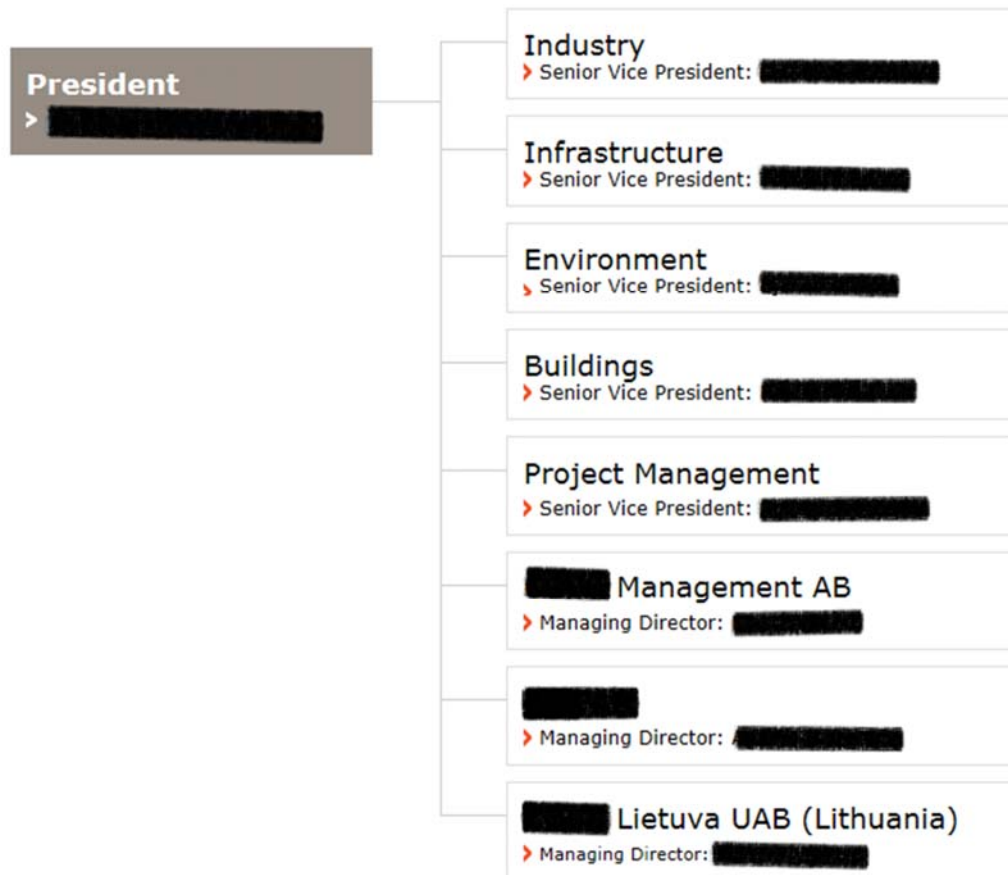 President
Industry
Senior Vice President:
Infrastructure
Senior Vice President:
Environment
Senior Vice President:
Buildings
Senior Vice President:
Project Management
Senior Vice President:
Management AB
Managing Director:
Managing Director:
Lietuva UAB (Lithuania)
Managing Director: